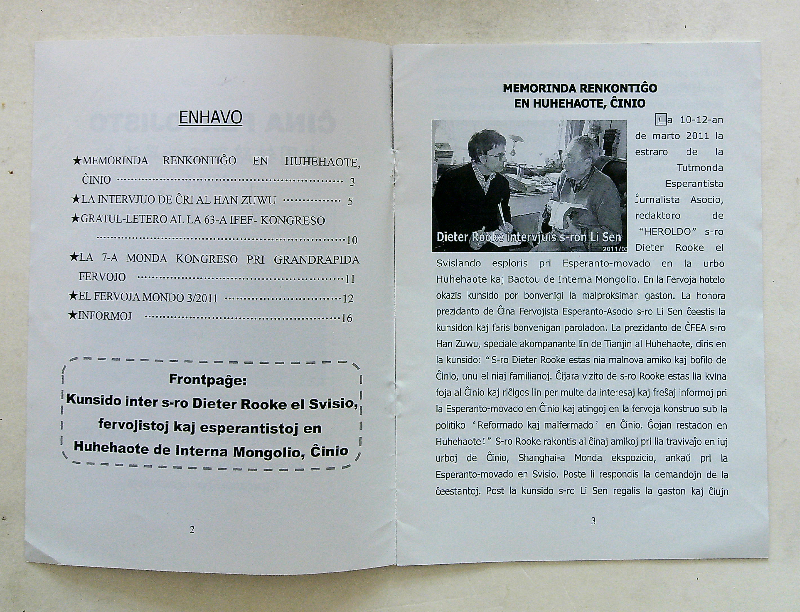 ENHAVO
★MEMORINDA RENKONTIĜO EN HUHEHAOTE,
ĈINIO 3
★LA INTERVJUO DE ĈRI AL HAN ZUWU 5
★GRATUL-LETERO AL LA 63-A IFEF- KONGRESO
10
★LA 7-A MONDA KONGRESO PRI GRANDRAPIDA
FERVOJO 11
★EL FERVOJA MONDO 3/2011 12
★INFORMOJ 16
Frontpaĝe:
Kunsido inter s-ro Dieter Rooke el Svisio,
fervojistoj kaj esperantistoj en
Huhehaote de Interna Mongolio, Ĉinio
2
MEMORINDA RENKONTIĜO
EN HUHEHAOTE, ĈINIO
La 10-12-an
de marto 2011 la
estraro de la
Tutmonda
Esperantista
Ĵurnalista Asocio,
redaktoro de
"HEROLDO" s-ro
Dieter Rooke el
Dieter Rooke intervjuis s-ron Li Sen
Svislando esploris pri Esperanto-movado en la urbo
Huhehaote kaj Baotou de Interna Mongolio. En la Fervoja hotelo
okazis kunsido por bonvenigi la malproksiman gaston. La honora
prezidanto de Ĉina Fervojista Esperanto-Asocio s-ro Li Sen ĉeestis la
kunsidon kaj faris bonvenigan paroladon. La prezidanto de ĈFEA s-ro
Han Zuwu, speciale akompanante lin de Tianjin al Huhehaote, diris en
la kunsido: "S-ro Dieter Rooke estas nia malnova amiko kaj bofilo de
Ĉinio, unu el niaj familianoj. Ĉijara vizito de s-ro Rooke estas lia kvina
foja al Ĉinio kaj riĉigos lin per multe da interesaj kaj freŝaj informoj pri
la Esperanto-movado en Ĉinio kaj atingoj en la fervoja konstruo sub la
politiko "Reformado kaj malfermado" en Ĉinio. Ĝojan restadon en
Huhehaote!" S-ro Rooke rakontis al ĉinaj amikoj pri lia travivaĵo en iuj
urboj de Ĉinio, Shanghai-a Monda ekspozicio, ankaŭ pri la
Esperanto-movado en Svisio. Poste li respondis la demandojn de la
ĉeestantoj. Post la kunsido s-ro Li Sen regalis la gaston kaj ĉiujn
3